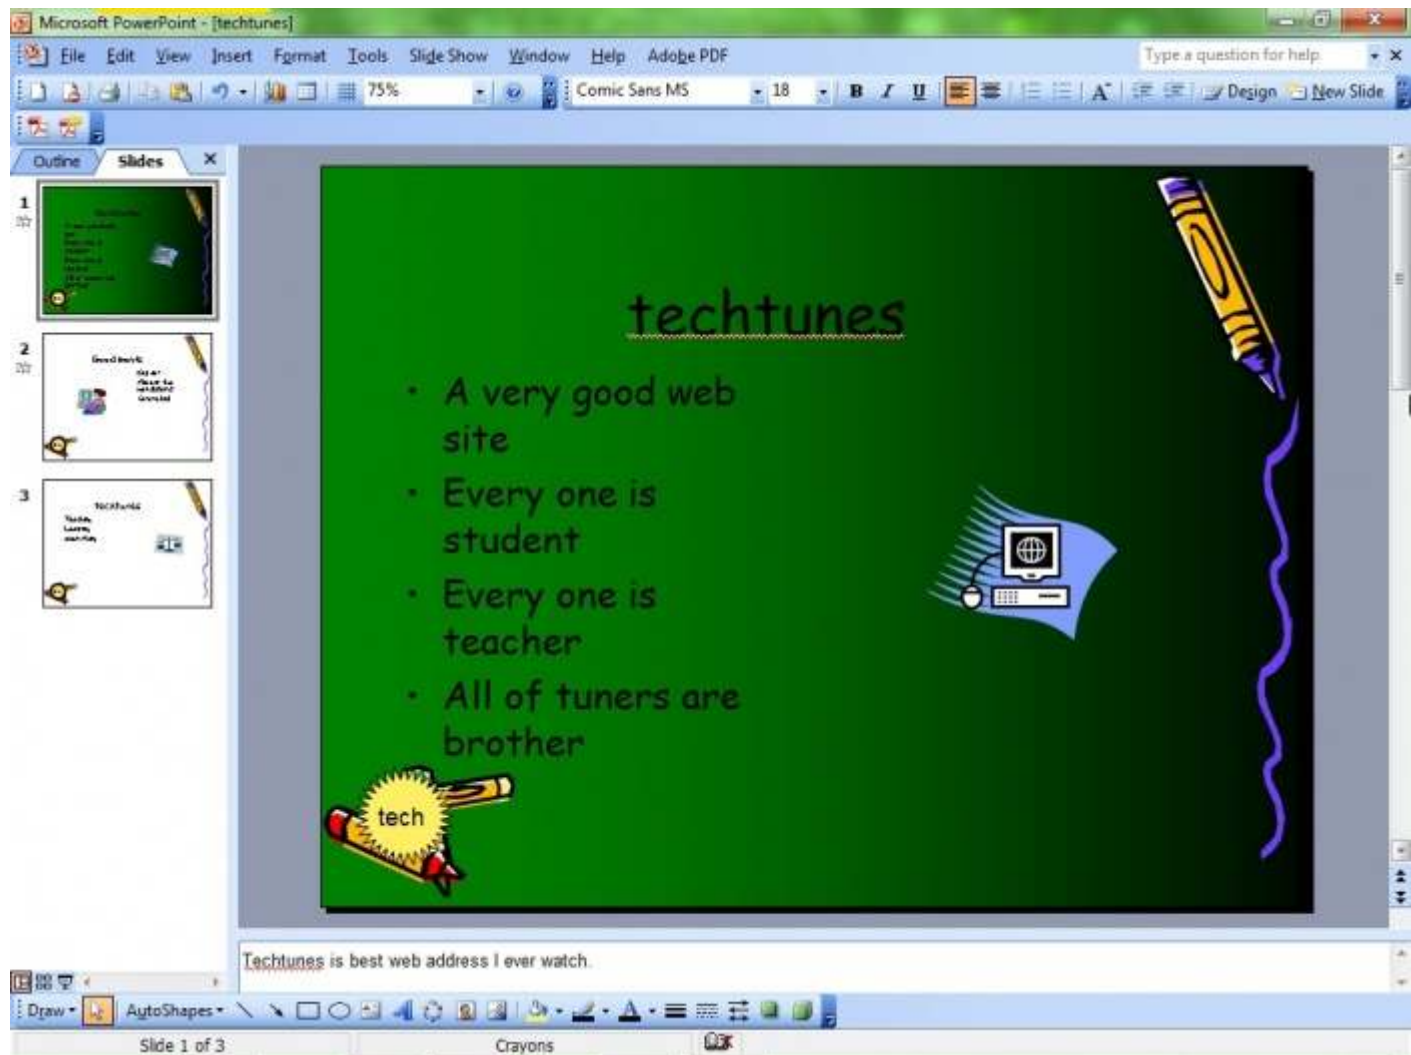 Microsoft PowerPoint - [techtunes]
File Edit View Insert Format Tools Slide Show Window Help Adobe PDF
Type a question for help
75% Comic Sans MS 18 B I U A Design New Slide
Outline Slides
1
2
3
techtunes
• A very good web
site
• Every one is
student
• Every one is
teacher
• All of tuners are
brother
tech
Techtunes is best web address I ever watch.
Draw AutoShapes A
Slide 1 of 3 Crayons